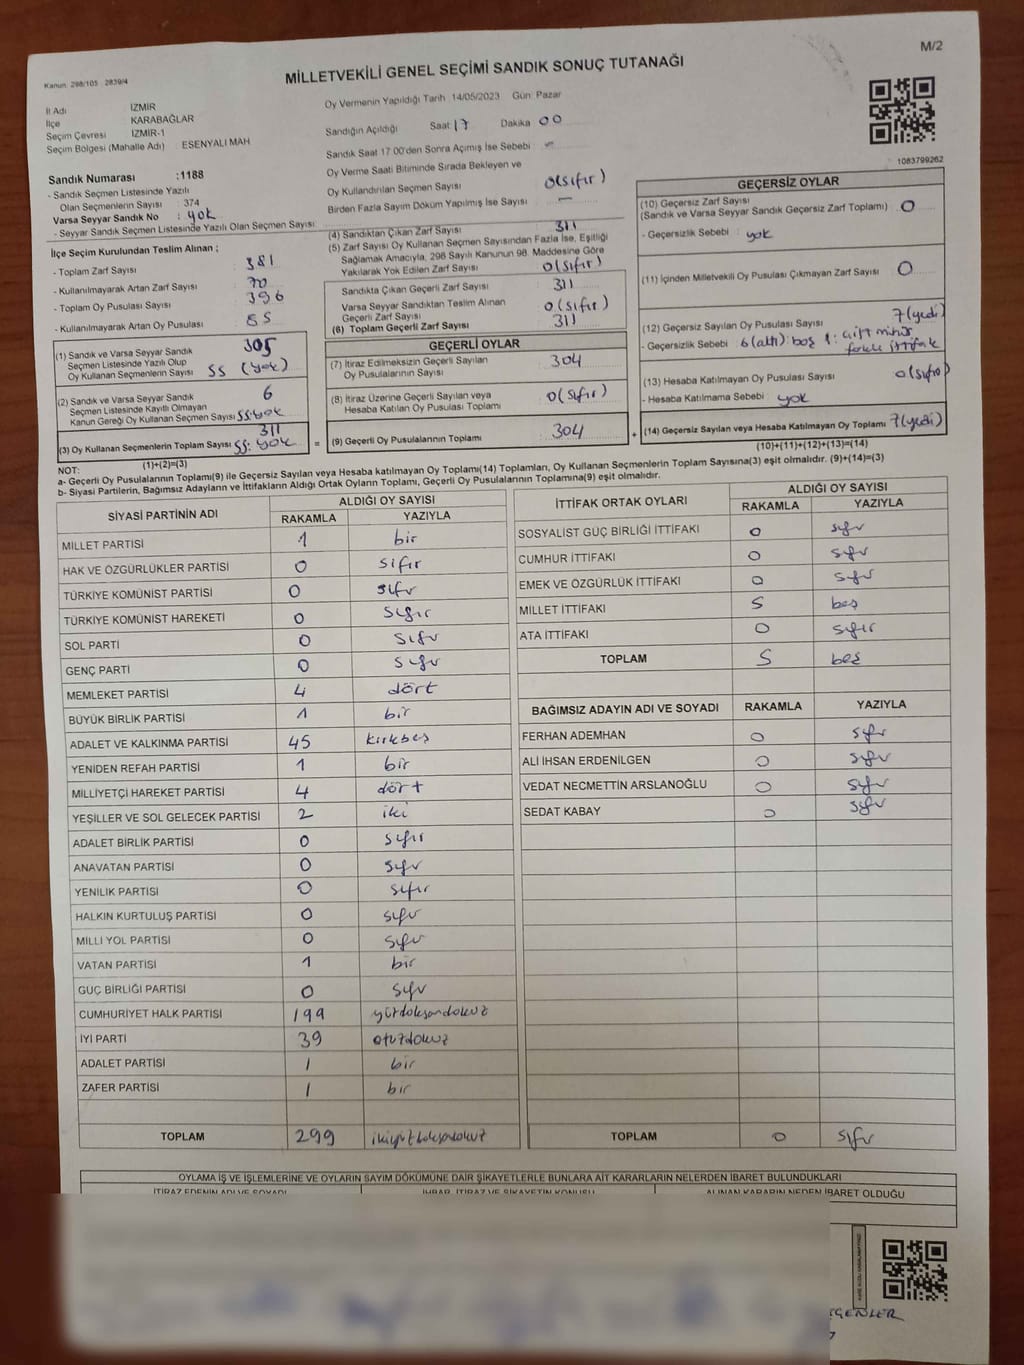 M/2
Kanun: 298/105 2839/4
MİLLETVEKİLİ GENEL SEÇİMİ SANDIK SONUÇ TUTANAĞI
İl Adı İZMİR
İlçe KARABAĞLAR
Seçim Çevresi İZMİR-1
Seçim Bölgesi (Mahalle Adı) ESENYALI MAH
Sandık Numarası :1188
- Sandık Seçmen Listesinde Yazılı
Olan Seçmenlerin Sayısı : 374
Varsa Seyyar Sandık No : yok
- Seyyar Sandık Seçmen Listesinde Yazılı Olan Seçmen Sayısı:
Oy Vermenin Yapıldığı Tarih 14/05/2023 Gün: Pazar
Sandığın Açıldığı Saat 17 Dakika 00
Sandık Saat 17:00'den Sonra Açımış İse Sebebi -
Oy Verme Saati Bitiminde Sırada Bekleyen ve
Oy Kullandırılan Seçmen Sayısı 0(sıfır)
Birden Fazla Sayım Döküm Yapılmış İse Sayısı -
1083799262
İlçe Seçim Kurulundan Teslim Alınan ;
- Toplam Zarf Sayısı : 381
- Kullanılmayarak Artan Zarf Sayısı : 70
- Toplam Oy Pusulası Sayısı : 396
- Kullanılmayarak Artan Oy Pusulası : 85
(4) Sandıktan Çıkan Zarf Sayısı : 311
(5) Zarf Sayısı Oy Kullanan Seçmen Sayısından Fazla İse, Eşitliği
Sağlamak Amacıyla, 298 Sayılı Kanunun 98. Maddesine Göre
Yakılarak Yok Edilen Zarf Sayısı : 0(sıfır)
Sandıkta Çıkan Geçerli Zarf Sayısı : 311
Varsa Seyyar Sandıktan Teslim Alınan
Geçerli Zarf Sayısı : 0(sıfır)
(6) Toplam Geçerli Zarf Sayısı : 311
GEÇERSİZ OYLAR
(10) Geçersiz Zarf Sayısı
(Sandık ve Varsa Seyyar Sandık Geçersiz Zarf Toplamı) : 0
- Geçersizlik Sebebi : yok
(11) İçinden Milletvekili Oy Pusulası Çıkmayan Zarf Sayısı : 0
(12) Geçersiz Sayılan Oy Pusulası Sayısı : 7(yedi)
- Geçersizlik Sebebi : 6(altı):boş 1: çift mühür
farklı ittifak
(13) Hesaba Katılmayan Oy Pusulası Sayısı : 0(sıfır)
- Hesaba Katılmama Sebebi : yok
(14) Geçersiz Sayılan veya Hesaba Katılmayan Oy Toplamı 7(yedi)
(10)+(11)+(12)+(13)=(14)
(1) Sandık ve Varsa Seyyar Sandık 305
Seçmen Listesinde Yazılı Olup
Oy Kullanan Seçmenlerin Sayısı SS (yok)
(2) Sandık ve Varsa Seyyar Sandık 6
Seçmen Listesinde Kayıtlı Olmayan
Kanun Gereği Oy Kullanan Seçmen Sayısı SS:yok
311
(3) Oy Kullanan Seçmenlerin Toplam Sayısı SS: yok
(1)+(2)=(3)
GEÇERLİ OYLAR
(7) İtiraz Edilmeksizin Geçerli Sayılan
Oy Pusulalarının Sayısı : 304
(8) İtiraz Üzerine Geçerli Sayılan veya
Hesaba Katılan Oy Pusulası Toplamı : 0(sıfır)
= (9) Geçerli Oy Pusulalarının Toplamı : 304 +
NOT:
a- Geçerli Oy Pusulalarının Toplamı(9) ile Geçersiz Sayılan veya Hesaba katılmayan Oy Toplamı(14) Toplamları, Oy Kullanan Seçmenlerin Toplam Sayısına(3) eşit olmalıdır. (9)+(14)=(3)
b- Siyasi Partilerin, Bağımsız Adayların ve İttifakların Aldığı Ortak Oyların Toplamı, Geçerli Oy Pusulalarının Toplamına(9) eşit olmalıdır.
SİYASİ PARTİNİN ADI ALDIĞI OY SAYISI
RAKAMLA YAZIYLA
MİLLET PARTİSİ 1 bir
HAK VE ÖZGÜRLÜKLER PARTİSİ 0 sıfır
TÜRKİYE KOMÜNİST PARTİSİ 0 sıfır
TÜRKİYE KOMÜNİST HAREKETİ 0 sıfır
SOL PARTİ 0 sıfır
GENÇ PARTİ 0 sıfır
MEMLEKET PARTİSİ 4 dört
BÜYÜK BİRLİK PARTİSİ 1 bir
ADALET VE KALKINMA PARTİSİ 45 kırkbeş
YENİDEN REFAH PARTİSİ 1 bir
MİLLİYETÇİ HAREKET PARTİSİ 4 dört
YEŞİLLER VE SOL GELECEK PARTİSİ 2 iki
ADALET BİRLİK PARTİSİ 0 sıfır
ANAVATAN PARTİSİ 0 sıfır
YENİLİK PARTİSİ 0 sıfır
HALKIN KURTULUŞ PARTİSİ 0 sıfır
MİLLİ YOL PARTİSİ 0 sıfır
VATAN PARTİSİ 1 bir
GÜÇ BİRLİĞİ PARTİSİ 0 sıfır
CUMHURİYET HALK PARTİSİ 199 yüzdoksandokuz
İYİ PARTİ 39 otuzdokuz
ADALET PARTİSİ 1 bir
ZAFER PARTİSİ 1 bir
TOPLAM 299 ikiyüzdoksandokuz
İTTİFAK ORTAK OYLARI ALDIĞI OY SAYISI
RAKAMLA YAZIYLA
SOSYALİST GÜÇ BİRLİĞİ İTTİFAKI 0 sıfır
CUMHUR İTTİFAKI 0 sıfır
EMEK VE ÖZGÜRLÜK İTTİFAKI 0 sıfır
MİLLET İTTİFAKI 5 beş
ATA İTTİFAKI 0 sıfır
TOPLAM 5 beş
BAĞIMSIZ ADAYIN ADI VE SOYADI RAKAMLA YAZIYLA
FERHAN ADEMHAN 0 sıfır
ALİ İHSAN ERDENİLGEN 0 sıfır
VEDAT NECMETTİN ARSLANOĞLU 0 sıfır
SEDAT KABAY 0 sıfır
TOPLAM 0 sıfır
OYLAMA İŞ VE İŞLEMLERİNE VE OYLARIN SAYIM DÖKÜMÜNE DAİR ŞİKAYETLERLE BUNLARA AİT KARARLARIN NELERDEN İBARET BULUNDUKLARI
İTİRAZ EDENİN ADI VE SOYADI İHBAR, İTİRAZ VE ŞİKAYETİN KONUSU ALINAN KARARIN NEDEN İBARET OLDUĞU